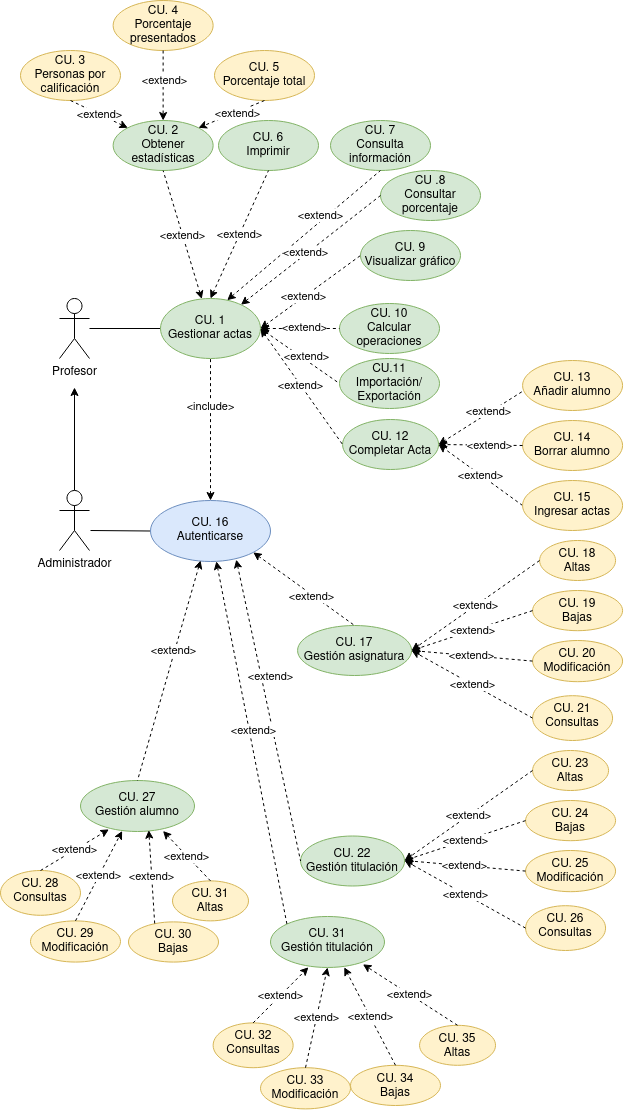 CU. 4
Porcentaje
presentados
CU. 3
Personas por
calificación
CU. 5
Porcentaje total
<extend>
<extend>
<extend>
CU. 2
Obtener
estadísticas
CU. 6
Imprimir
CU. 7
Consulta
información
CU .8
Consultar
porcentaje
<extend>
<extend>
<extend>
<extend>
CU. 9
Visualizar gráfico
<extend>
CU. 1
Gestionar actas
<extend>
CU. 10
Calcular
operaciones
Profesor
<extend>
CU.11
Importación/
Exportación
<extend>
CU. 12
Completar Acta
<include>
CU. 13
Añadir alumno
<extend>
CU. 14
Borrar alumno
<extend>
CU. 15
Ingresar actas
<extend>
Administrador
CU. 16
Autenticarse
<extend>
CU. 17
Gestión asignatura
CU. 18
Altas
<extend>
CU. 19
Bajas
<extend>
CU. 20
Modificación
<extend>
CU. 21
Consultas
<extend>
<extend>
<extend>
<extend>
CU. 22
Gestión titulación
CU. 23
Altas
<extend>
CU. 24
Bajas
<extend>
CU. 25
Modificación
<extend>
CU. 26
Consultas
<extend>
CU. 27
Gestión alumno
<extend>
<extend>
<extend>
<extend>
CU. 28
Consultas
CU. 29
Modificación
CU. 30
Bajas
CU. 31
Altas
CU. 31
Gestión titulación
<extend>
<extend>
<extend>
<extend>
CU. 32
Consultas
CU. 33
Modificación
CU. 34
Bajas
CU. 35
Altas